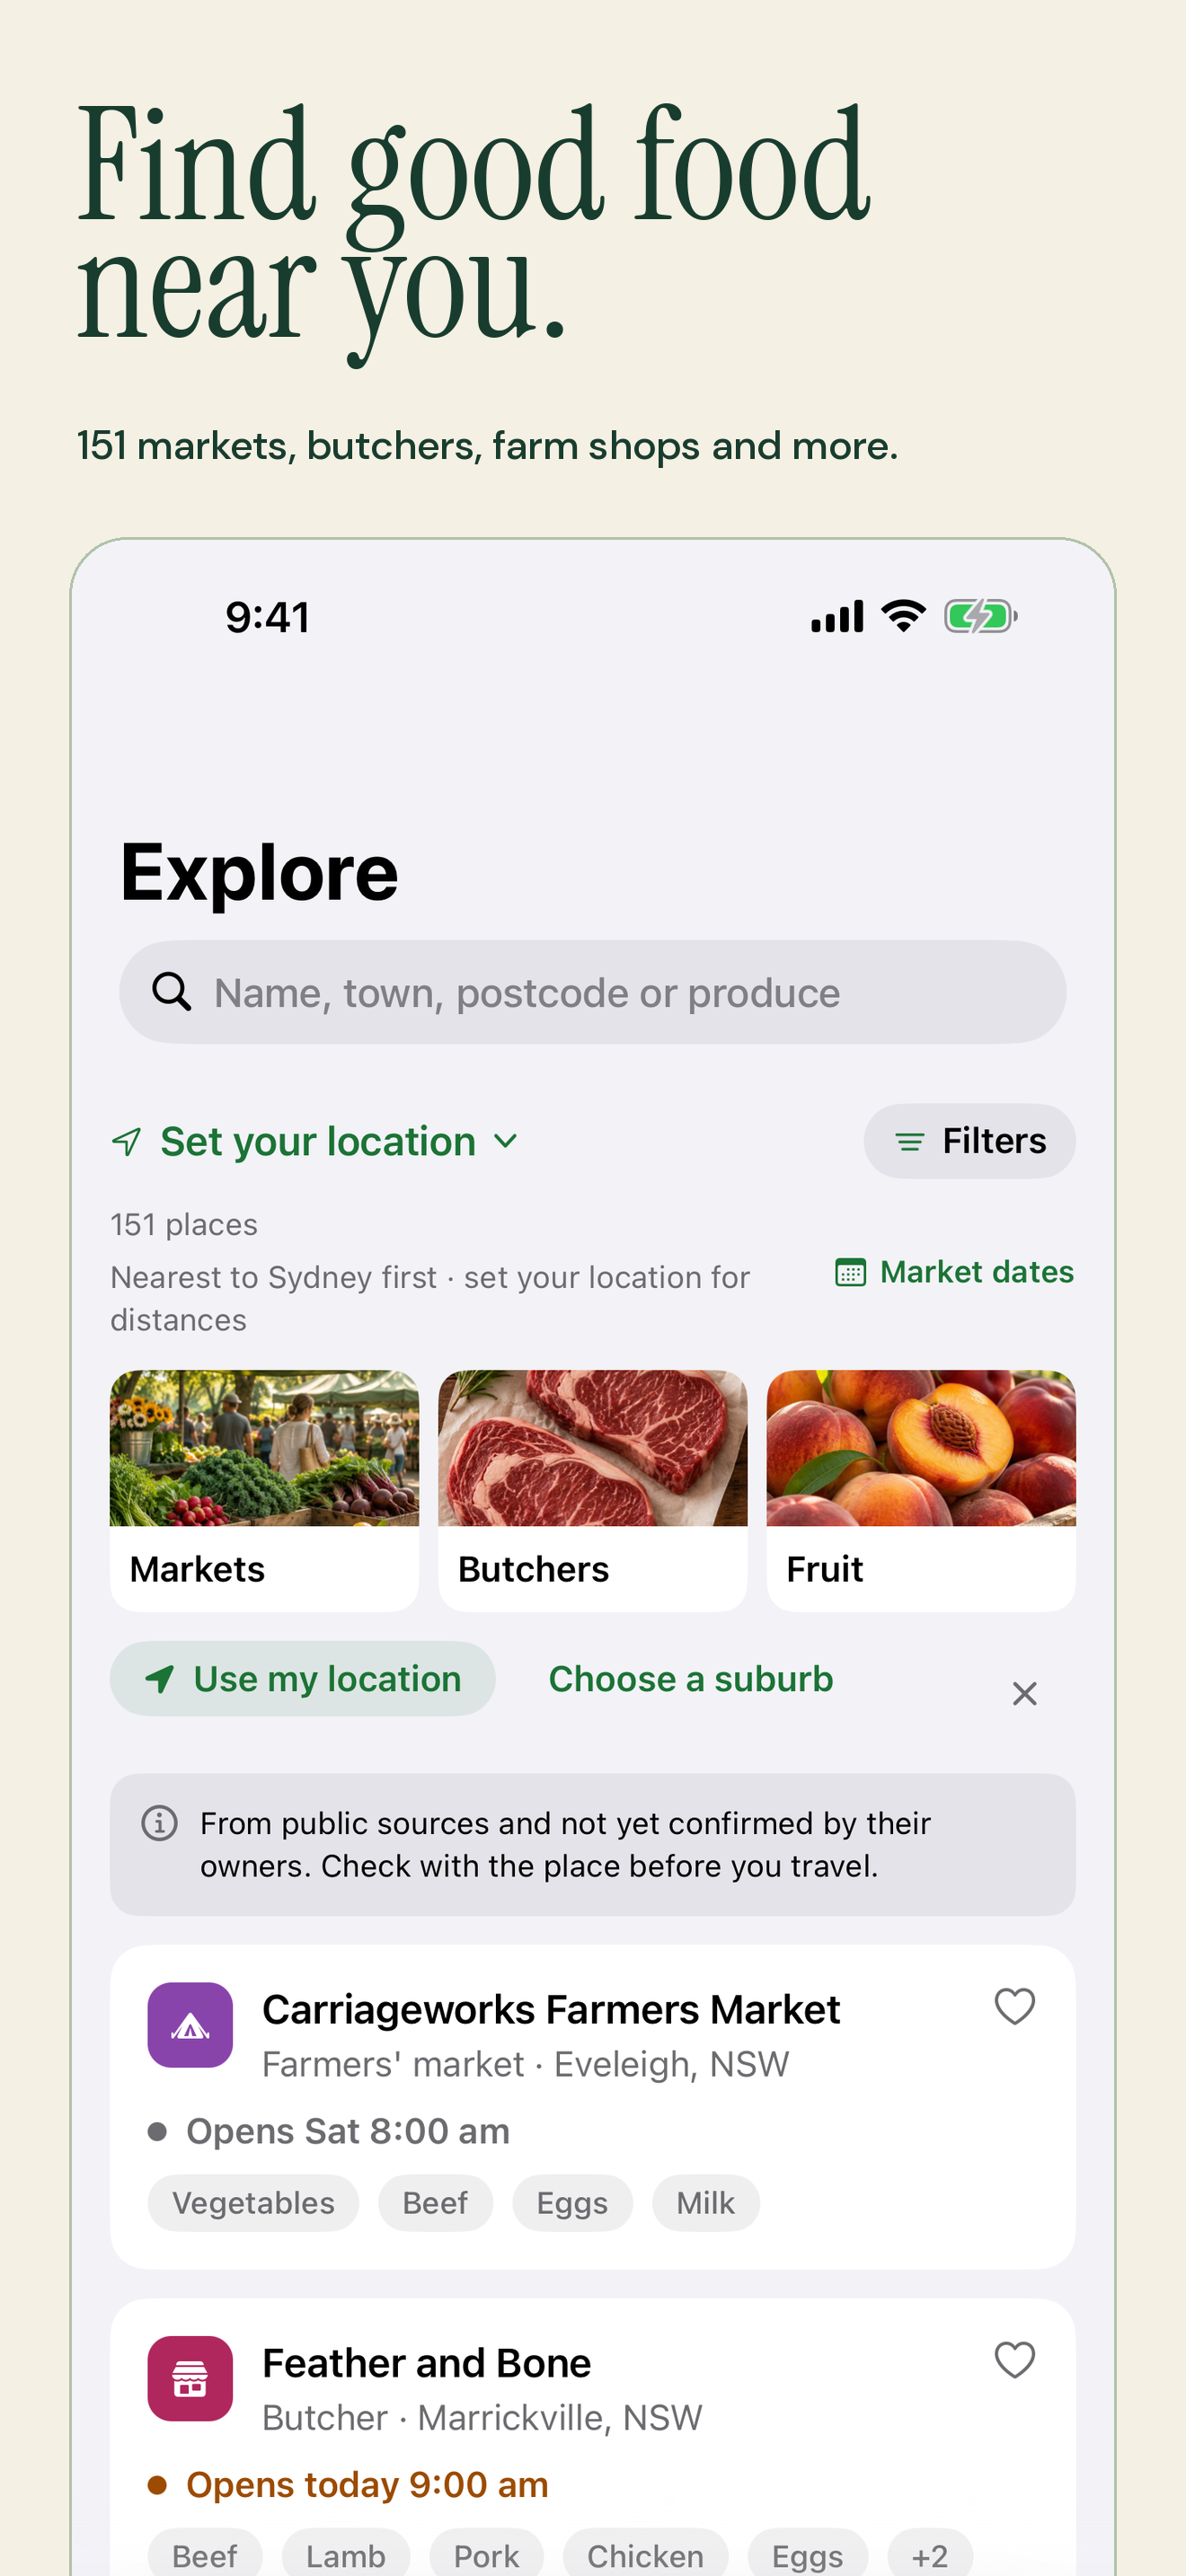 Find good food
near you.
151 markets, butchers, farm shops and more.
9:41
Explore
Name, town, postcode or produce
Set your location
Filters
151 places
Nearest to Sydney first · set your location for
distances
Market dates
Markets
Butchers
Fruit
Use my location
Choose a suburb
From public sources and not yet confirmed by their
owners. Check with the place before you travel.
Carriageworks Farmers Market
Farmers' market · Eveleigh, NSW
Opens Sat 8:00 am
Vegetables Beef Eggs Milk
Feather and Bone
Butcher · Marrickville, NSW
Opens today 9:00 am
Beef Lamb Pork Chicken Eggs +2